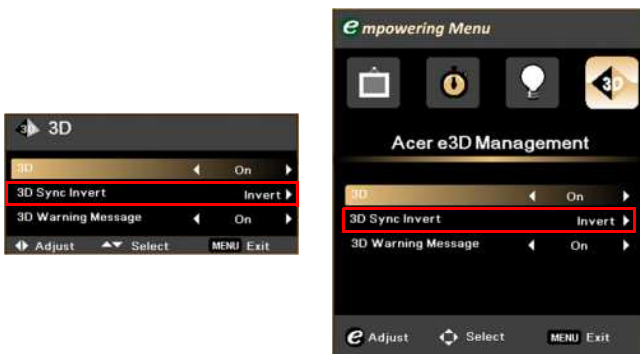 3D
3D On
3D Sync Invert Invert
3D Warning Message On
Adjust Select MENU Exit
e mpowering Menu
3D
Acer e3D Management
3D On
3D Sync Invert Invert
3D Warning Message On
e Adjust Select MENU Exit